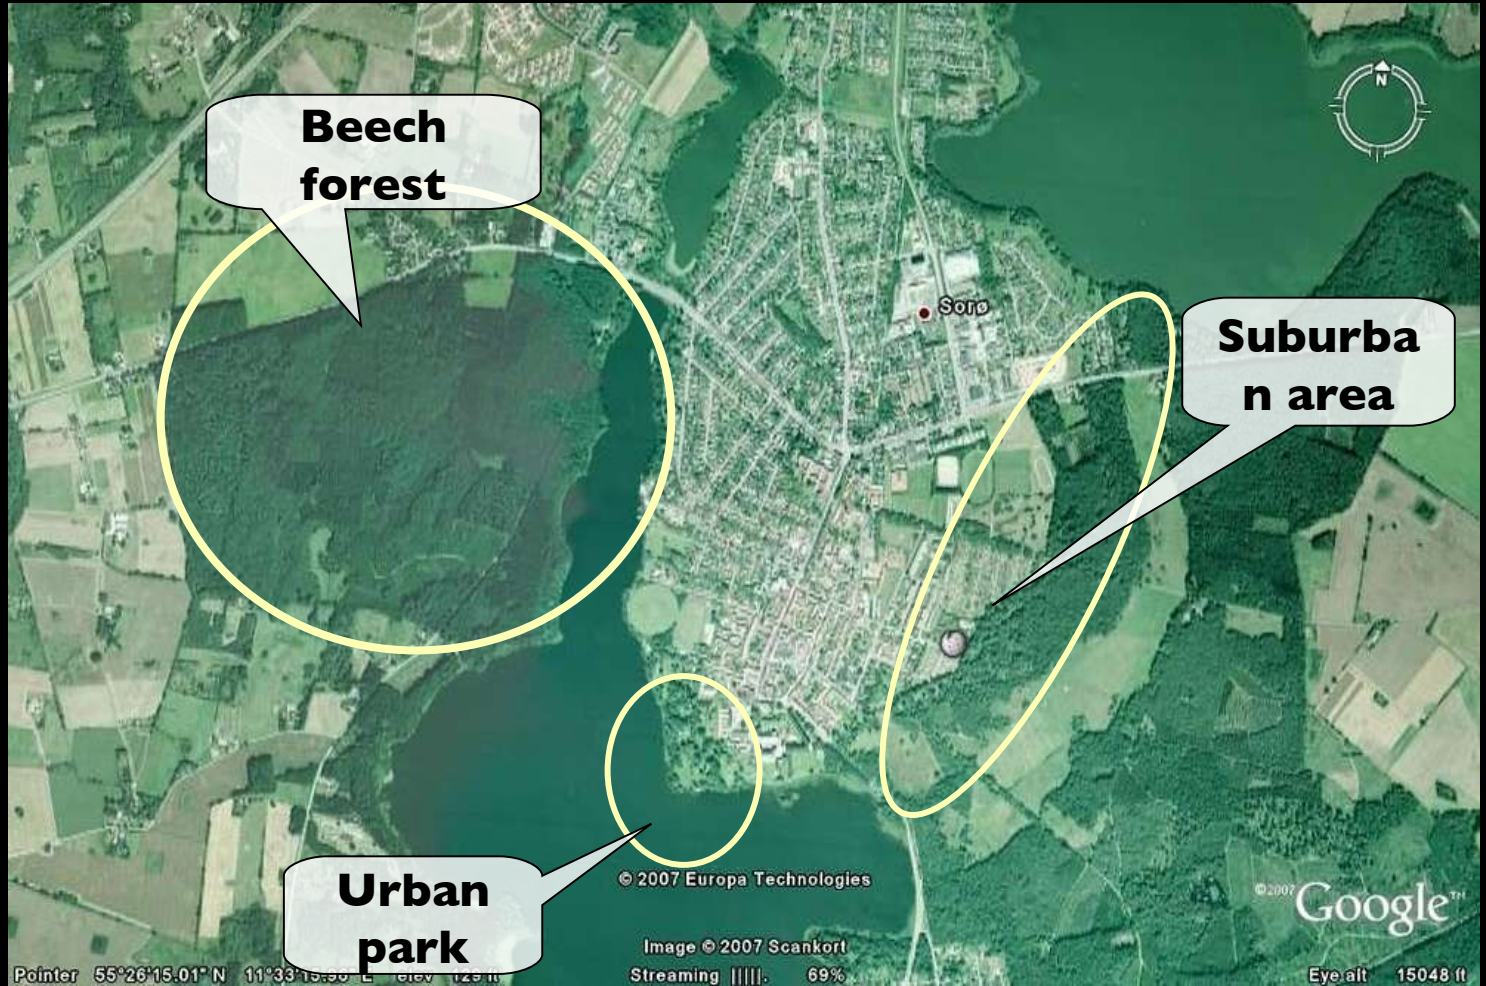 Beech
forest
N
Sorø
Suburba
n area
© 2007 Europa Technologies
Urban
park
©2007 Google™
Image © 2007 Scankort
Pointer 55°26'15.01" N
Streaming |||||. 69%
Eye alt 15048 ft